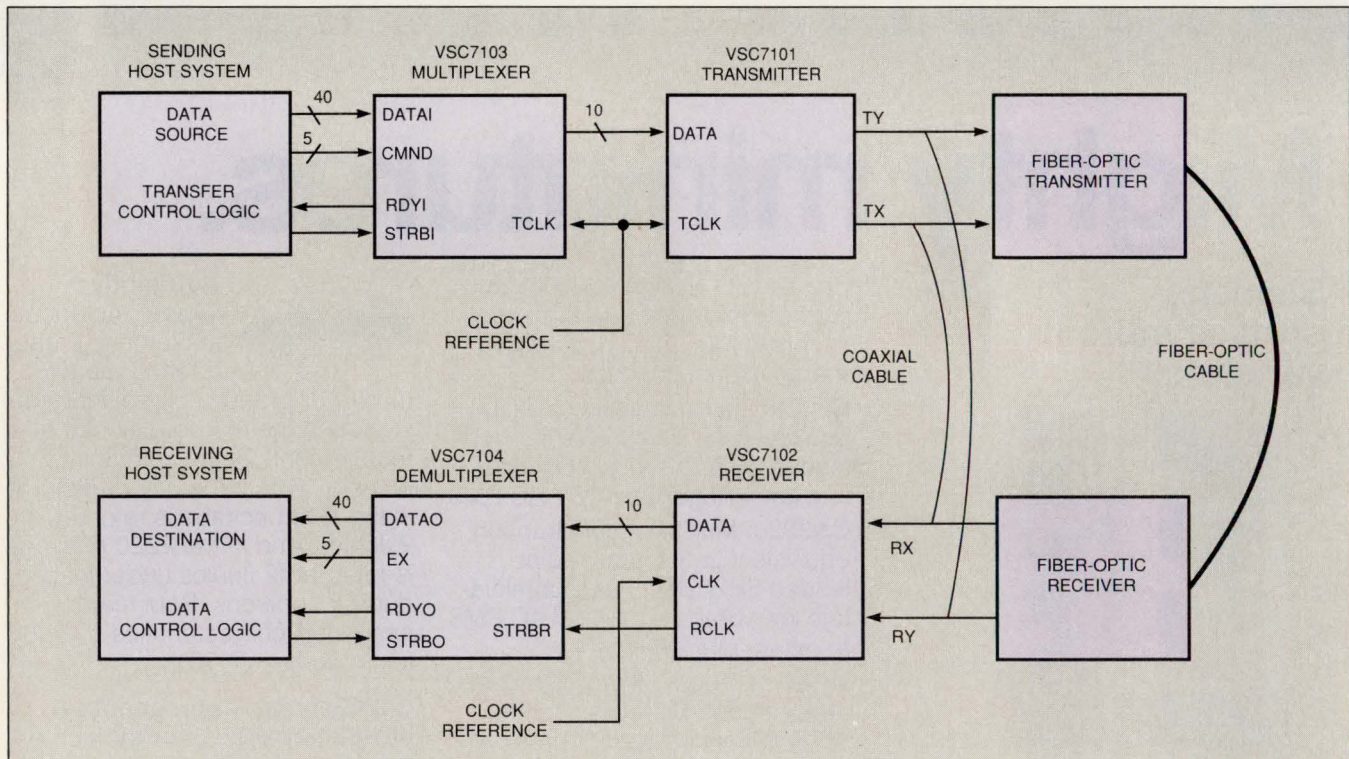 SENDING
HOST SYSTEM
VSC7103
MULTIPLEXER
VSC7101
TRANSMITTER
DATA
SOURCE
TRANSFER
CONTROL LOGIC
40
5
DATAI
CMND
RDYI
STRBI
TCLK
10
DATA
TCLK
TY
TX
FIBER-OPTIC
TRANSMITTER
CLOCK
REFERENCE
COAXIAL
CABLE
FIBER-OPTIC
CABLE
RECEIVING
HOST SYSTEM
VSC7104
DEMULTIPLEXER
VSC7102
RECEIVER
DATA
DESTINATION
DATA
CONTROL LOGIC
40
5
DATAO
EX
RDYO
STRBO
STRBR
10
DATA
CLK
RCLK
RX
RY
FIBER-OPTIC
RECEIVER
CLOCK
REFERENCE